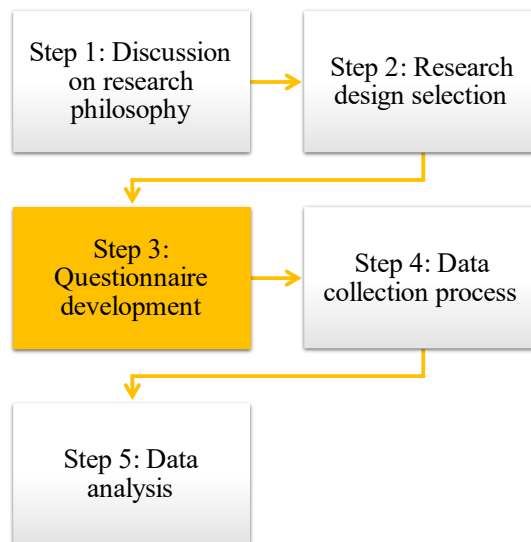 Step 1: Discussion
on research
philosophy
Step 2: Research
design selection
Step 3:
Questionnaire
development
Step 4: Data
collection process
Step 5: Data
analysis